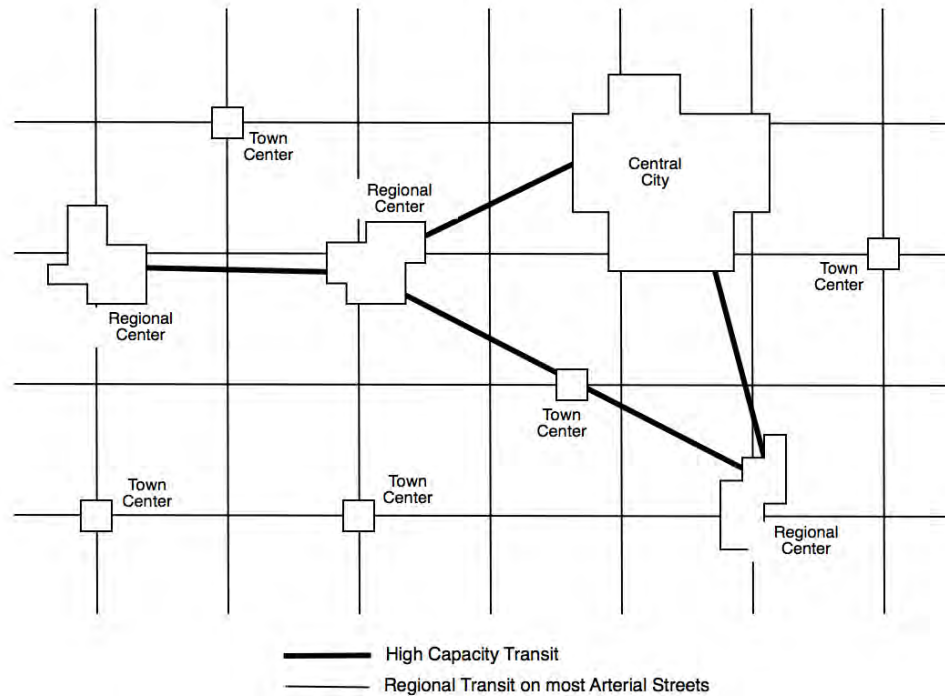 Town
Center
Central
City
Regional
Center
Town
Center
Regional
Center
Town
Center
Town
Center
Town
Center
Regional
Center
High Capacity Transit
Regional Transit on most Arterial Streets